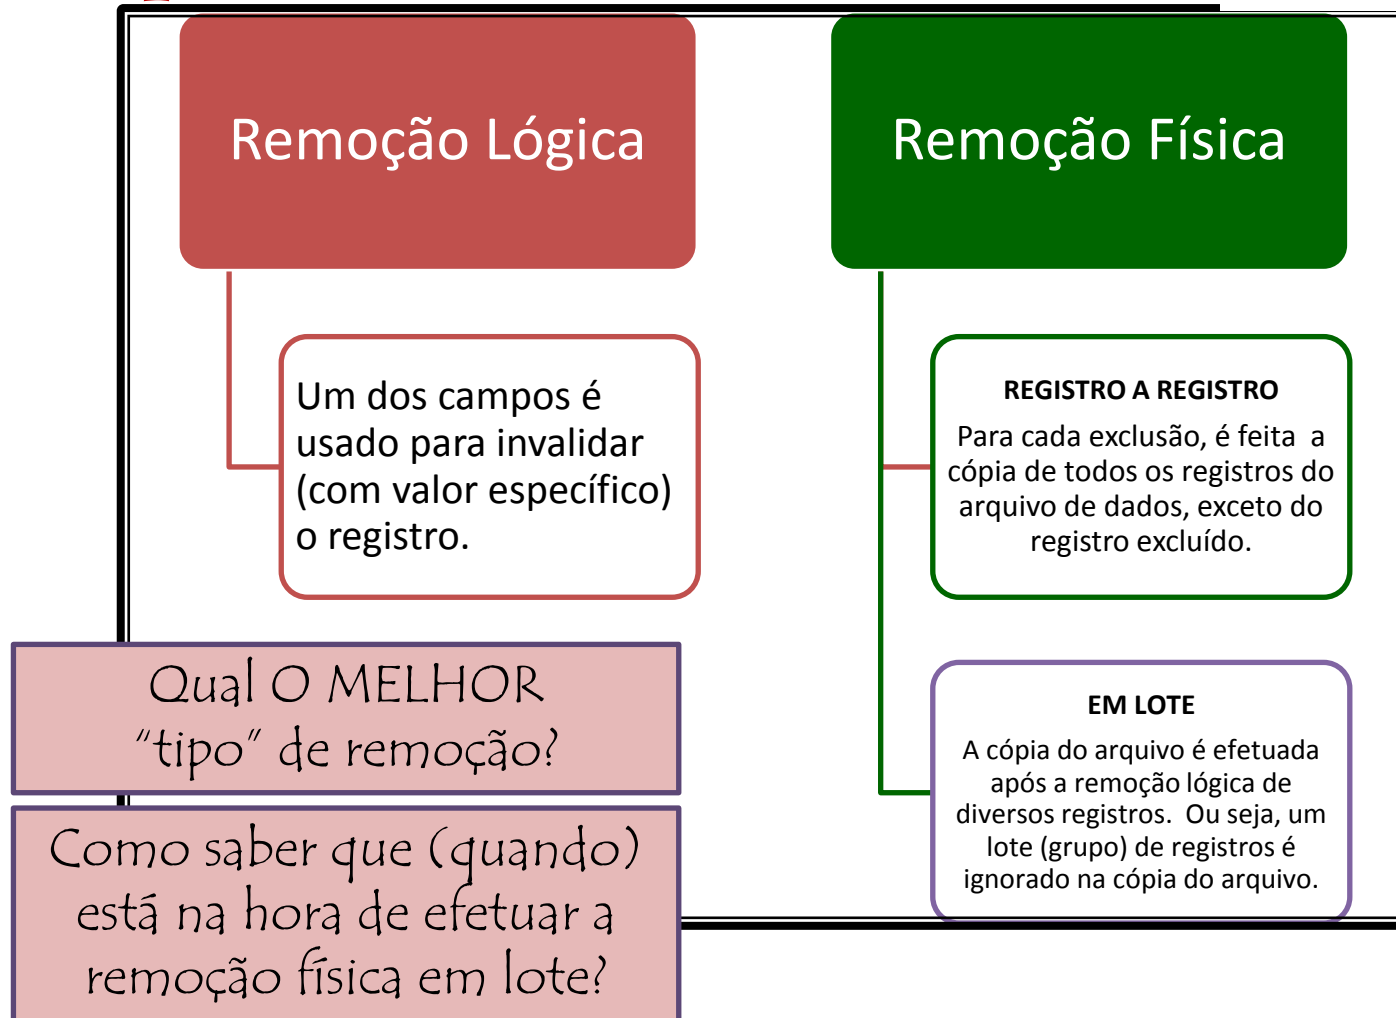 Remoção Lógica
Um dos campos é
usado para invalidar
(com valor específico)
o registro.
Remoção Física
REGISTRO A REGISTRO
Para cada exclusão, é feita a
cópia de todos os registros do
arquivo de dados, exceto do
registro excluído.
EM LOTE
A cópia do arquivo é efetuada
após a remoção lógica de
diversos registros. Ou seja, um
lote (grupo) de registros é
ignorado na cópia do arquivo.
Qual O MELHOR
"tipo" de remoção?
Como saber que (quando)
está na hora de efetuar a
remoção física em lote?